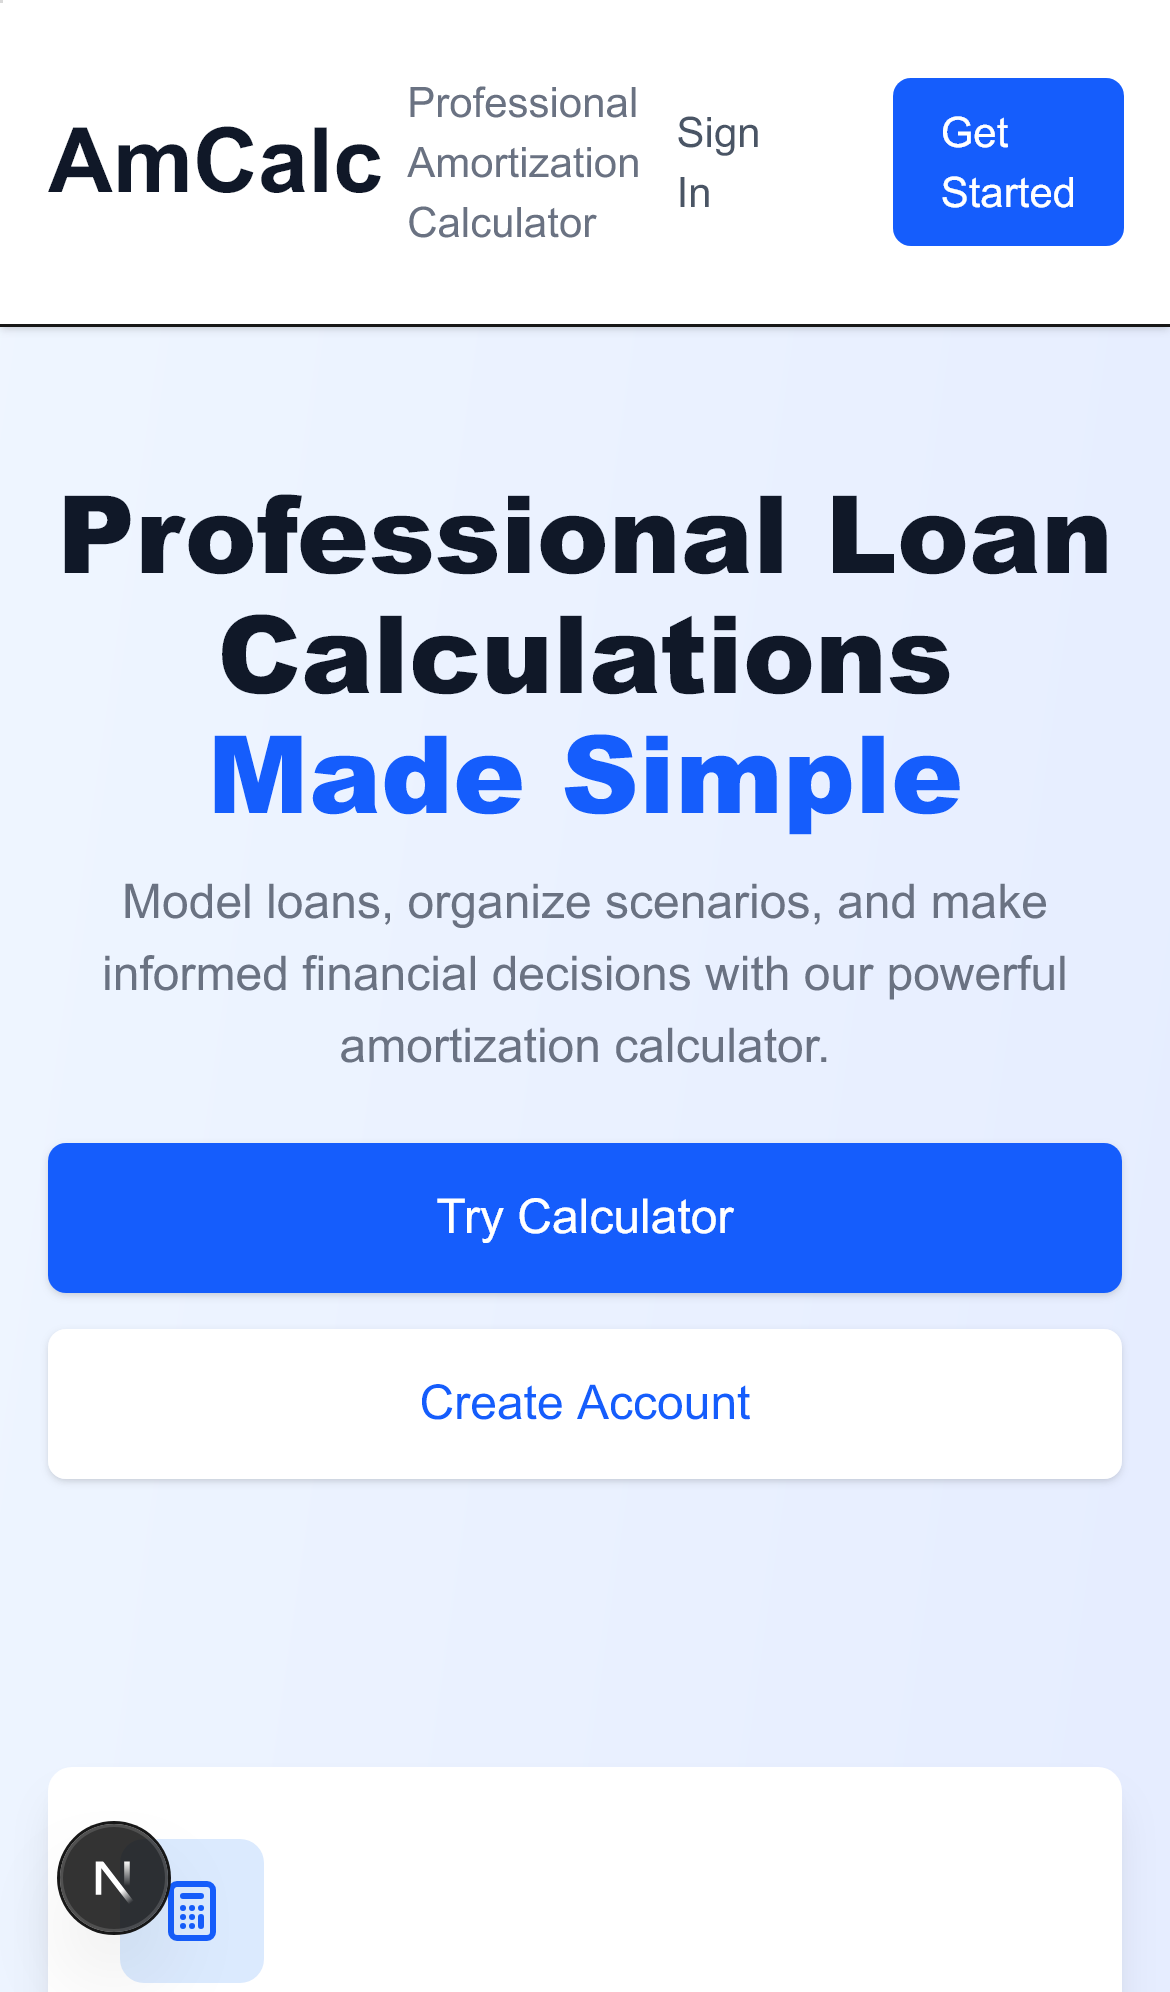 AmCalc
Professional
Amortization
Calculator
Sign
In
Get
Started
Professional Loan
Calculations
Made Simple
Model loans, organize scenarios, and make
informed financial decisions with our powerful
amortization calculator.
Try Calculator
Create Account
N